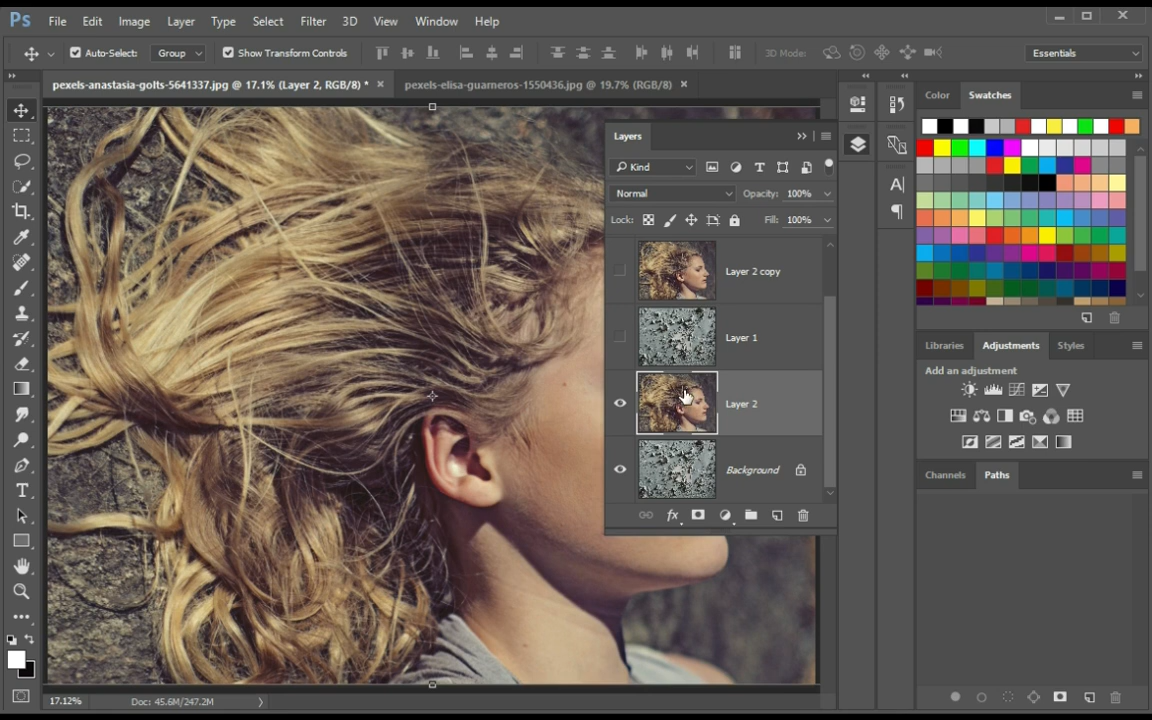 Ps File Edit Image Layer Type Select Filter 3D View Window Help
Auto-Select: Group Show Transform Controls 3D Mode: Essentials
pexels-anastasia-golts-5641337.jpg @ 17.1% (Layer 2, RGB/8) * × pexels-elisa-guarneros-1550436.jpg @ 19.7% (RGB/8) ×
Color Swatches
Layers
Kind
Normal Opacity: 100%
Lock: Fill: 100%
Layer 2 copy
Layer 1
Layer 2
Background
Libraries Adjustments Styles
Add an adjustment
Channels Paths
17.12% Doc: 45.6M/247.2M